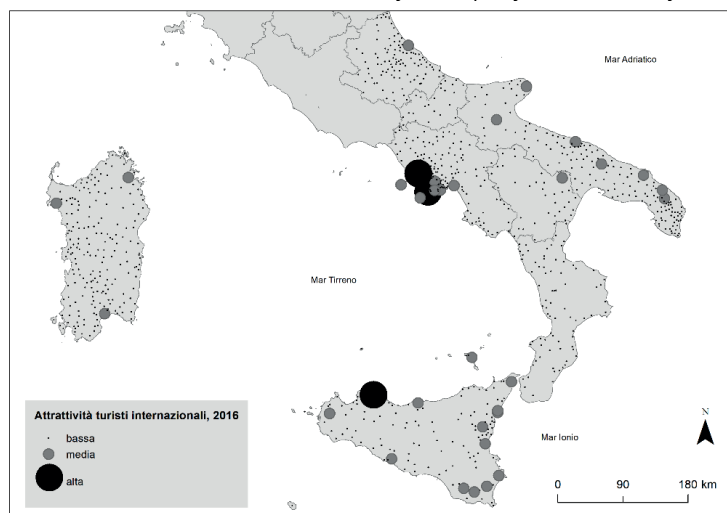 Mar Adriatico
Mar Tirreno
Mar Ionio
Attrattività turisti internazionali, 2016
bassa
media
alta
N
0 90 180 km